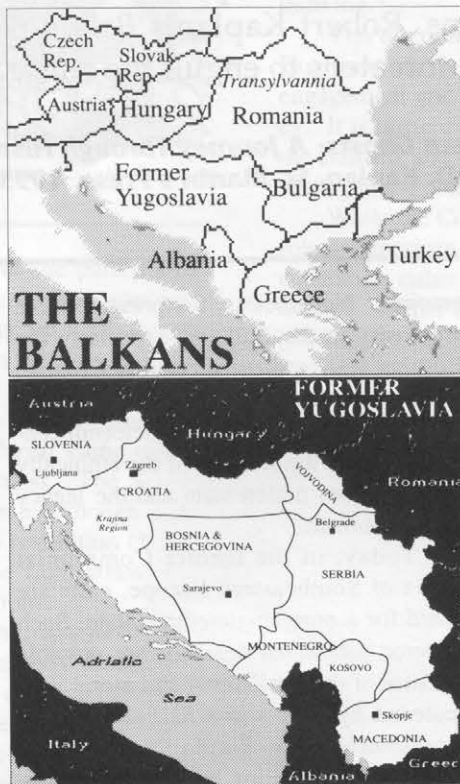 Czech
Rep.
Slovak
Rep.
Austria
Hungary
Transylvannia
Romania
Former
Yugoslavia
Bulgaria
Albania
Turkey
Greece
THE
BALKANS
FORMER
YUGOSLAVIA
Austria
Hungary
Romania
SLOVENIA
Ljubljana
Zagreb
CROATIA
VOJVODINA
Krajina
Region
BOSNIA &
HERCEGOVINA
Belgrade
SERBIA
Sarajevo
MONTENEGRO
KOSOVO
Adriatic
Sea
Skopje
MACEDONIA
Italy
Albania
Greec